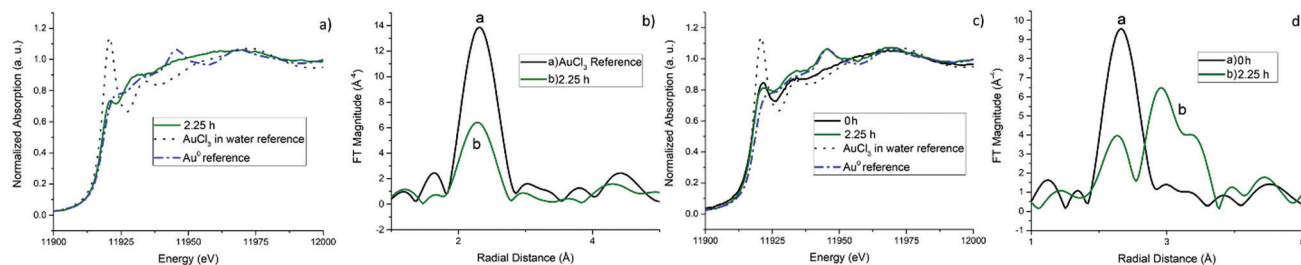 a)
Normalized Absorption (a. u.)
1.2
1.0
0.8
0.6
0.4
0.2
0.0
2.25 h
AuCl₃ in water reference
Au⁰ reference
11900 11925 11950 11975 12000
Energy (eV)
b)
FT Magnitude (Å⁻⁴)
14
12
10
8
6
4
2
0
-2
a
b
a)AuCl₃ Reference
b)2.25 h
2 4
Radial Distance (Å)
c)
Normalized Absorption (a. u.)
1.2
1.0
0.8
0.6
0.4
0.2
0.0
0h
2.25 h
AuCl₃ in water reference
Au⁰ reference
11900 11925 11950 11975 12000
Energy (eV)
d
FT Magnitude (Å⁻⁴)
10
9
8
7
6
5
4
3
2
1
0
-1
a
b
a)0h
b)2.25 h
1 3
Radial Distance (Å)